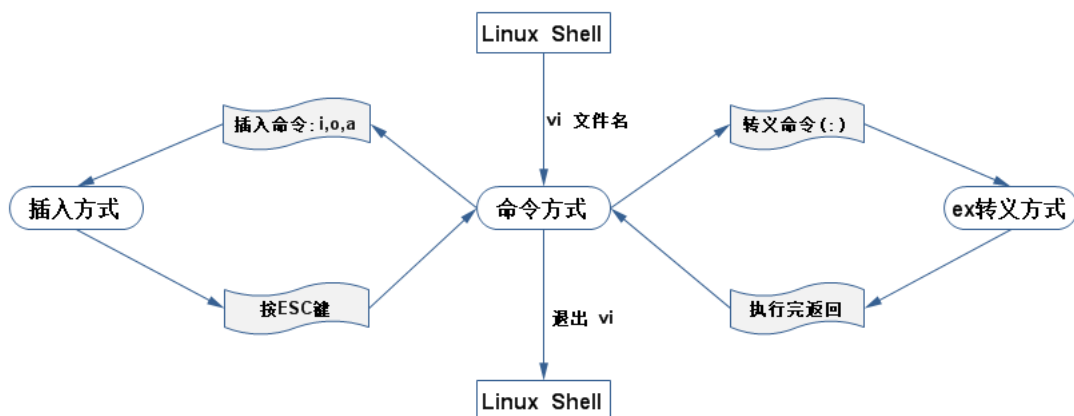 Linux Shell
vi 文件名
插入命令:i,o,a
转义命令(:)
插入方式
命令方式
ex转义方式
按ESC键
执行完返回
退出 vi
Linux Shell